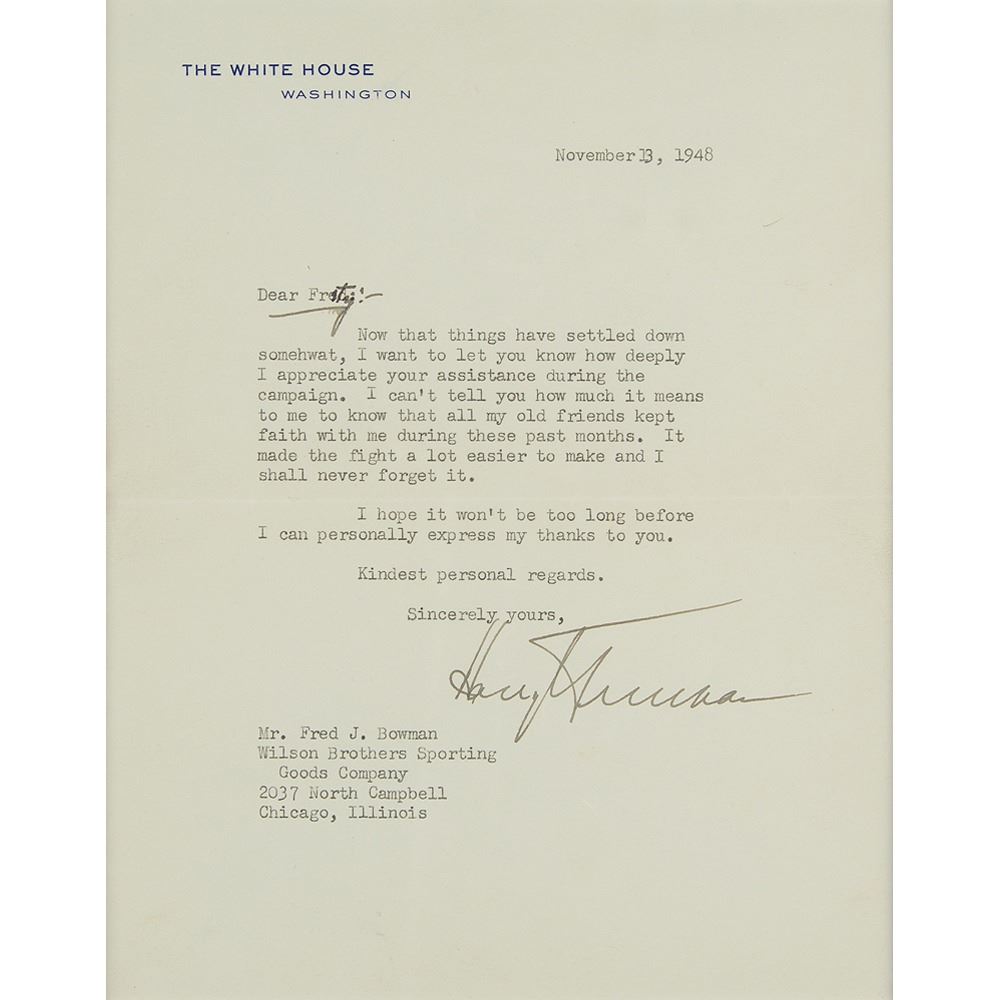 THE WHITE HOUSE
WASHINGTON
November 13, 1948
Dear Frosty:-
Now that things have settled down
somehwat, I want to let you know how deeply
I appreciate your assistance during the
campaign. I can't tell you how much it means
to me to know that all my old friends kept
faith with me during these past months. It
made the fight a lot easier to make and I
shall never forget it.
I hope it won't be too long before
I can personally express my thanks to you.
Kindest personal regards.
Sincerely yours,
Harry S Truman
Mr. Fred J. Bowman
Wilson Brothers Sporting
Goods Company
2037 North Campbell
Chicago, Illinois